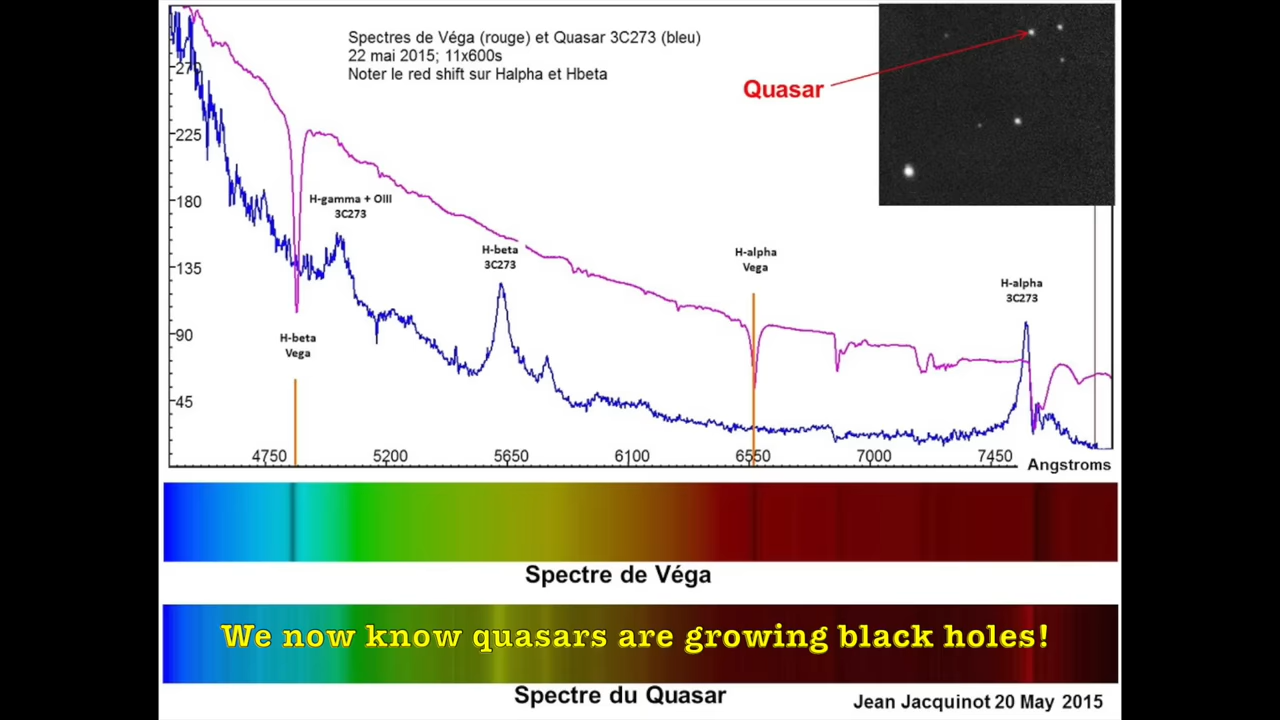 Spectres de Véga (rouge) et Quasar 3C273 (bleu)
22 mai 2015; 11x600s
Noter le red shift sur Halpha et Hbeta
Quasar
270
225
180
135
90
45
H-gamma + OIII
3C273
H-beta
3C273
H-alpha
Vega
H-alpha
3C273
H-beta
Vega
4750 5200 5650 6100 6550 7000 7450 Angstroms
Spectre de Véga
We now know quasars are growing black holes!
Spectre du Quasar
Jean Jacquinot 20 May 2015